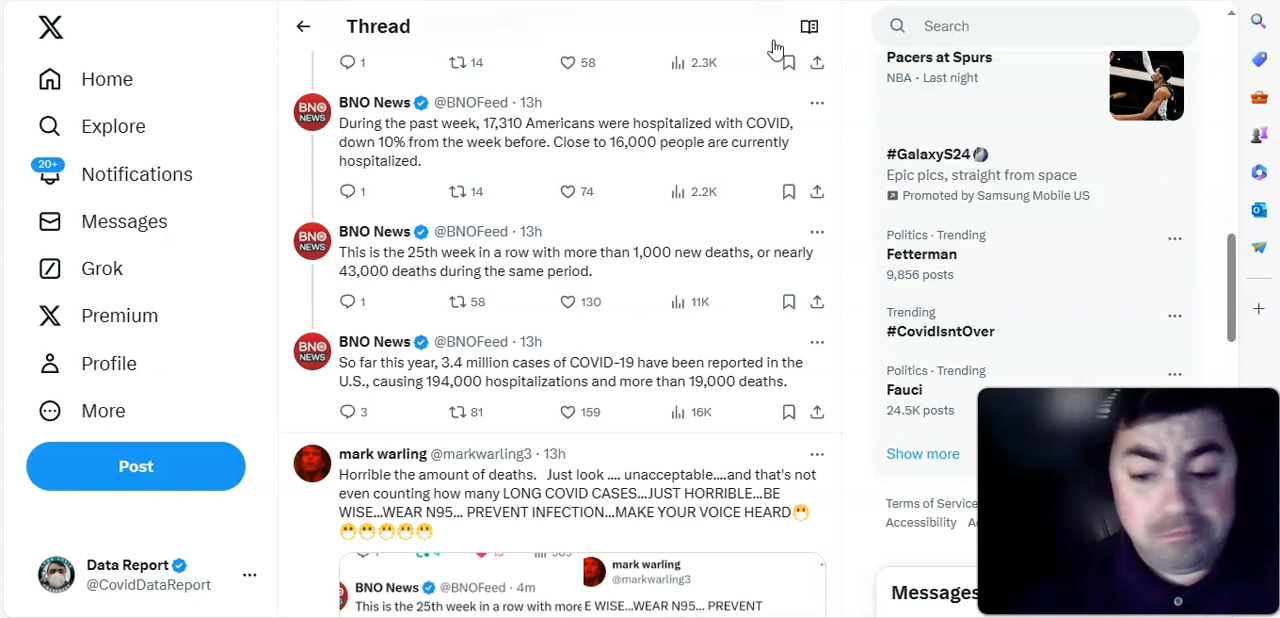 Thread
Search
Home
Explore
20+
Notifications
Messages
Grok
Premium
Profile
More
Post
Data Report
@CovidDataReport
1 14 58 2.3K
BNO NEWS
BNO News @BNOFeed · 13h
During the past week, 17,310 Americans were hospitalized with COVID,
down 10% from the week before. Close to 16,000 people are currently
hospitalized.
1 14 74 2.2K
BNO NEWS
BNO News @BNOFeed · 13h
This is the 25th week in a row with more than 1,000 new deaths, or nearly
43,000 deaths during the same period.
1 58 130 11K
BNO NEWS
BNO News @BNOFeed · 13h
So far this year, 3.4 million cases of COVID-19 have been reported in the
U.S., causing 194,000 hospitalizations and more than 19,000 deaths.
3 81 159 16K
mark warling @markwarling3 · 13h
Horrible the amount of deaths. Just look .... unacceptable....and that's not
even counting how many LONG COVID CASES...JUST HORRIBLE...BE
WISE...WEAR N95... PREVENT INFECTION...MAKE YOUR VOICE HEARD😷
😷😷😷😷😷
BNO News @BNOFeed · 4m
This is the 25th week in a row with more
mark warling
@markwarling3
E WISE...WEAR N95... PREVENT
Pacers at Spurs
NBA · Last night
#GalaxyS24
Epic pics, straight from space
Promoted by Samsung Mobile US
Politics · Trending
Fetterman
9,856 posts
Trending
#CovidIsntOver
Politics · Trending
Fauci
24.5K posts
Show more
Terms of Service
Accessibility
Messages